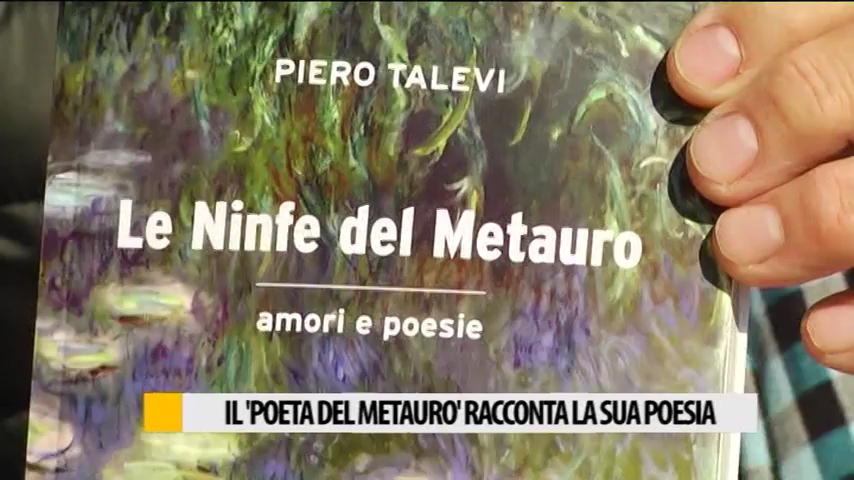 PIERO TALEVI
Le Ninfe del Metauro
amori e poesie
IL 'POETA DEL METAURO' RACCONTA LA SUA POESIA